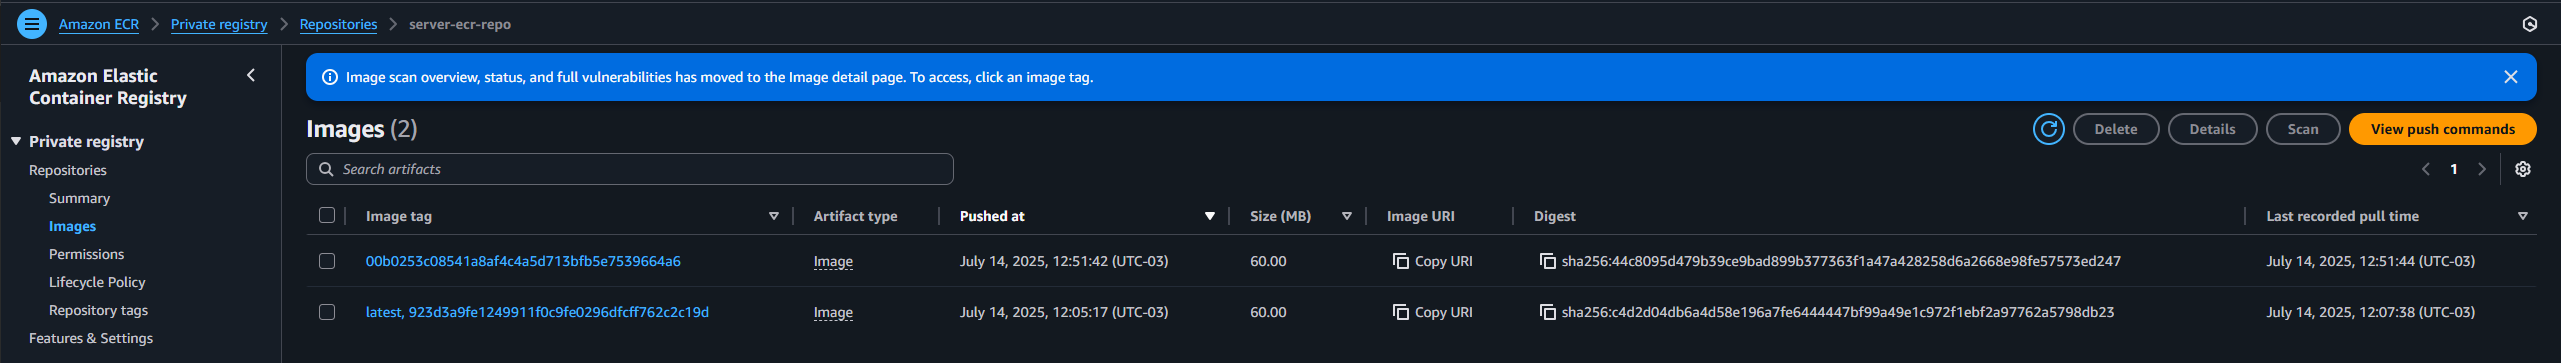 Amazon ECR > Private registry > Repositories > server-ecr-repo
Amazon Elastic
Container Registry
Private registry
Repositories
Summary
Images
Permissions
Lifecycle Policy
Repository tags
Features & Settings
Image scan overview, status, and full vulnerabilities has moved to the Image detail page. To access, click an image tag.
Images (2)
Delete
Details
Scan
View push commands
Search artifacts
1
Image tag Artifact type Pushed at Size (MB) Image URI Digest Last recorded pull time
00b0253c08541a8af4c4a5d713bfb5e7539664a6 Image July 14, 2025, 12:51:42 (UTC-03) 60.00 Copy URI sha256:44c8095d479b39ce9bad899b377363f1a47a428258d6a2668e98fe57573ed247 July 14, 2025, 12:51:44 (UTC-03)
latest, 923d3a9fe1249911f0c9fe0296dfcff762c2c19d Image July 14, 2025, 12:05:17 (UTC-03) 60.00 Copy URI sha256:c4d2d04db6a4d58e196a7fe6444447bf99a49e1c972f1ebf2a97762a5798db23 July 14, 2025, 12:07:38 (UTC-03)